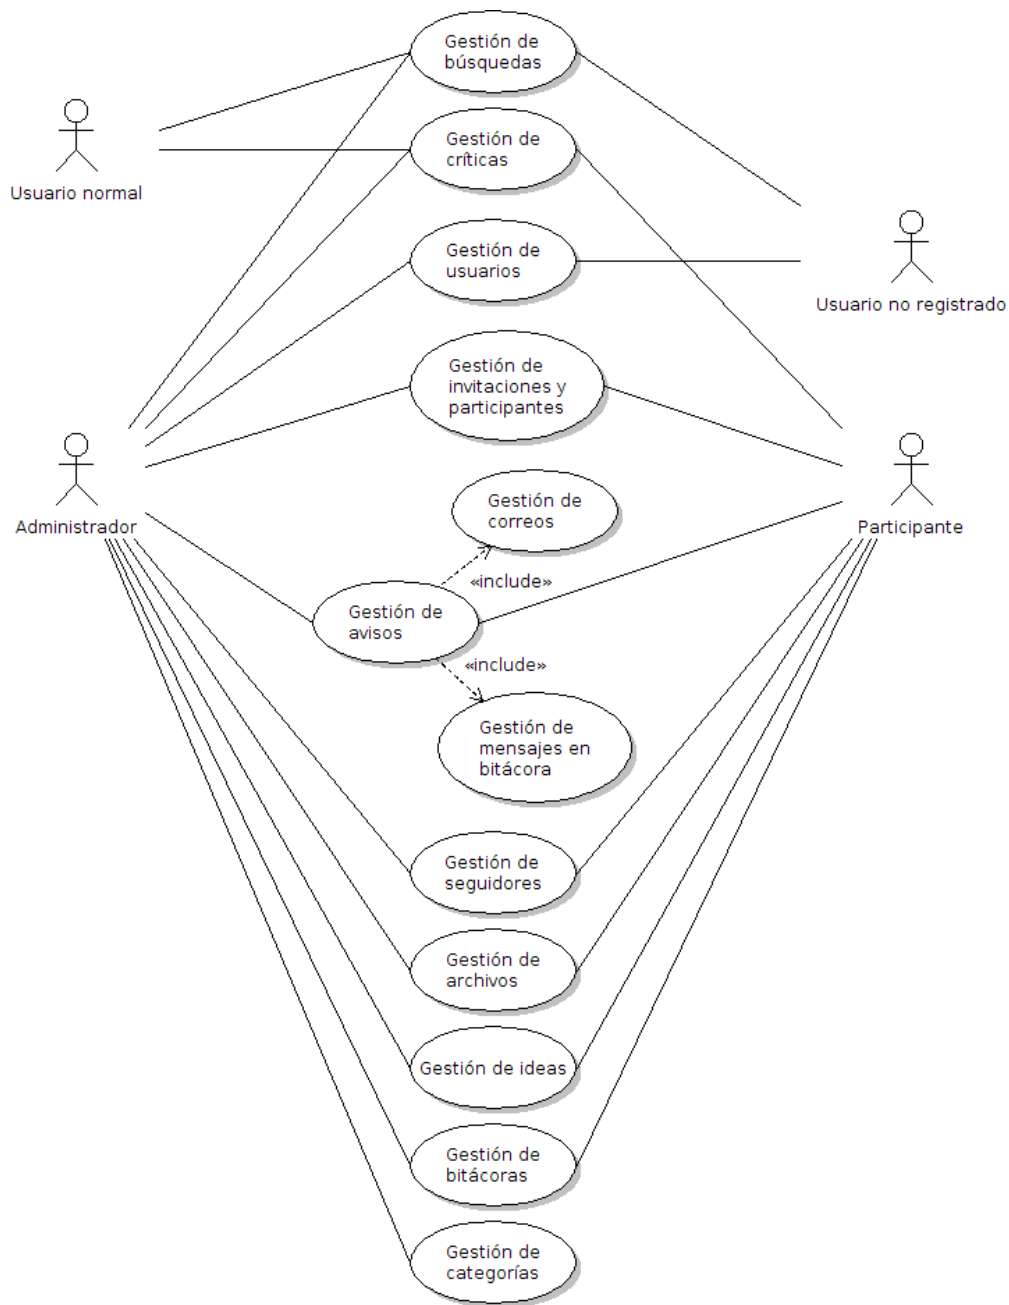 Gestión de
búsquedas
Usuario normal
Gestión de
críticas
Gestión de
usuarios
Usuario no registrado
Gestión de
invitaciones y
participantes
Administrador
Gestión de
correos
Participante
«include»
Gestión de
avisos
«include»
Gestión de
mensajes en
bitácora
Gestión de
seguidores
Gestión de
archivos
Gestión de ideas
Gestión de
bitácoras
Gestión de
categorías